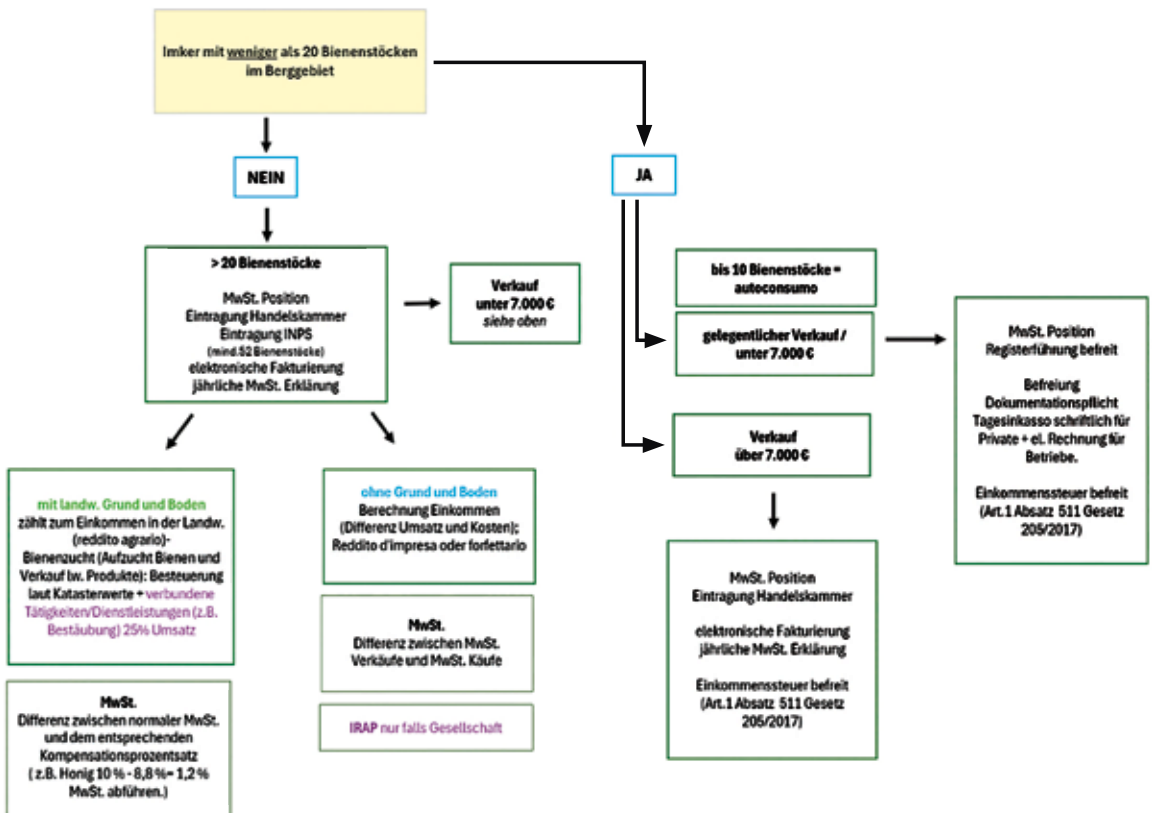 Imker mit weniger als 20 Bienenstöcken
im Berggebiet
NEIN
JA
> 20 Bienenstöcke
MwSt. Position
Eintragung Handelskammer
Eintragung INPS
(mind.52 Bienenstöcke)
elektronische Fakturierung
jährliche MwSt. Erklärung
Verkauf
unter 7.000 €
siehe oben
bis 10 Bienenstöcke =
autoconsumo
gelegentlicher Verkauf /
unter 7.000 €
MwSt. Position
Registerführung befreit
Befreiung
Dokumentationspflicht
Tagesinkasso schriftlich für
Private + el. Rechnung für
Betriebe.
Einkommenssteuer befreit
(Art.1 Absatz 511 Gesetz
205/2017)
Verkauf
über 7.000 €
MwSt. Position
Eintragung Handelskammer
elektronische Fakturierung
jährliche MwSt. Erklärung
Einkommenssteuer befreit
(Art.1 Absatz 511 Gesetz
205/2017)
mit landw. Grund und Boden
zählt zum Einkommen in der Landw.
(reddito agrario)-
Bienenzucht (Aufzucht Bienen und
Verkauf lw. Produkte): Besteuerung
laut Katasterwerte + verbundene
Tätigkeiten/Dienstleistungen (z.B.
Bestäubung) 25% Umsatz
MwSt.
Differenz zwischen normaler MwSt.
und dem entsprechenden
Kompensationsprozentsatz
( z.B. Honig 10 % - 8,8 %= 1,2 %
MwSt. abführen.)
ohne Grund und Boden
Berechnung Einkommen
(Differenz Umsatz und Kosten);
Reddito d'impresa oder forfettario
MwSt.
Differenz zwischen MwSt.
Verkäufe und MwSt. Käufe
IRAP nur falls Gesellschaft